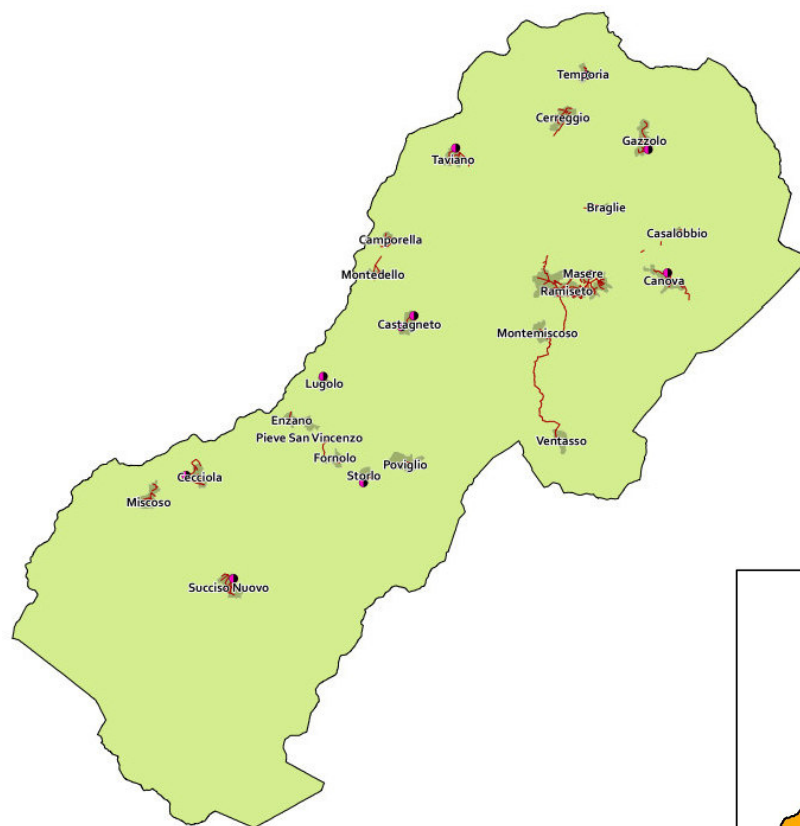 Temporia
Cerreggio
Gazzolo
Taviano
Braglie
Casalobbio
Camporella
Montedello
Masere
Canova
Ramiseto
Castagneto
Montemiscoso
Lugolo
Enzano
Pieve San Vincenzo
Ventasso
Fornolo
Poviglio
Storlo
Cecciola
Miscoso
Succiso Nuovo